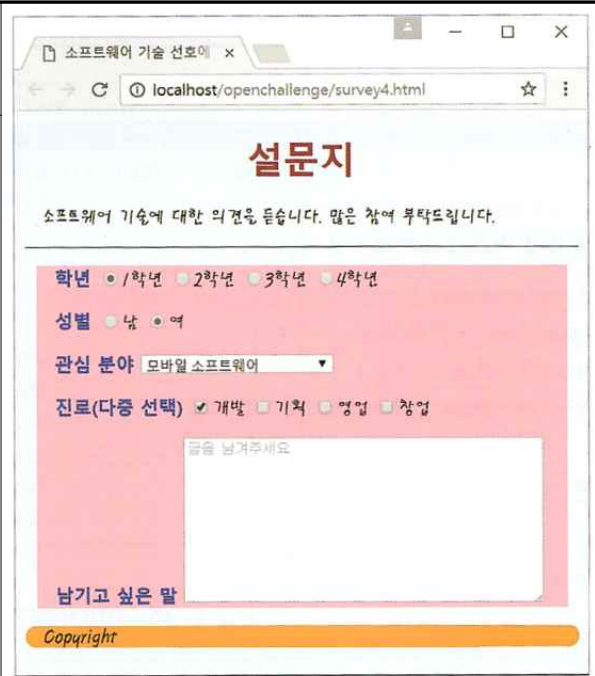 소프트웨어 기술 선호여 ×
localhost/openchallenge/survey4.html
설문지
소프트웨어 기술에 대한 의견을 듣습니다. 많은 참여 부탁드립니다.
학년 1학년 2학년 3학년 4학년
성별 남 여
관심 분야 모바일 소프트웨어
진로(다중 선택) 개발 기획 영업 창업
글을 남겨주세요
남기고 싶은 말
Copyright